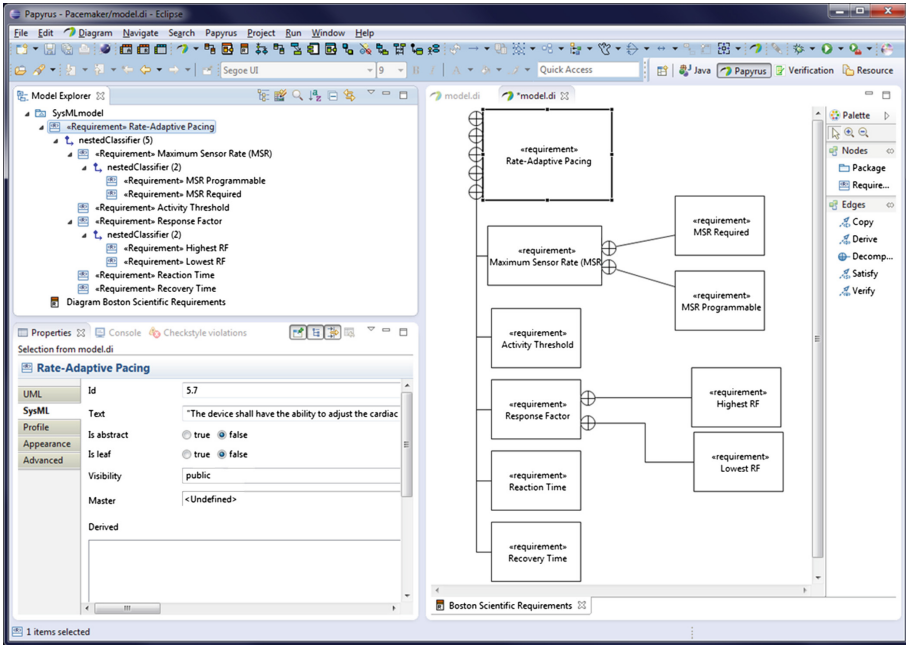 Papyrus - Pacemaker/model.di - Eclipse
File Edit Diagram Navigate Search Papyrus Project Run Window Help
Segoe UI 9 Quick Access Java Papyrus Verification Resource
Model Explorer
SysMLmodel
«Requirement» Rate-Adaptive Pacing
nestedClassifier (5)
«Requirement» Maximum Sensor Rate (MSR)
nestedClassifier (2)
«Requirement» MSR Programmable
«Requirement» MSR Required
«Requirement» Activity Threshold
«Requirement» Response Factor
nestedClassifier (2)
«Requirement» Highest RF
«Requirement» Lowest RF
«Requirement» Reaction Time
«Requirement» Recovery Time
Diagram Boston Scientific Requirements
Properties Console Checkstyle violations
Selection from model.di
Rate-Adaptive Pacing
UML
SysML
Profile
Appearance
Advanced
Id 5.7
Text "The device shall have the ability to adjust the cardiac
Is abstract true false
Is leaf true false
Visibility public
Master <Undefined>
Derived
model.di *model.di
«requirement»
Rate-Adaptive Pacing
«requirement»
Maximum Sensor Rate (MSR
«requirement»
MSR Required
«requirement»
MSR Programmable
«requirement»
Activity Threshold
«requirement»
Response Factor
«requirement»
Highest RF
«requirement»
Lowest RF
«requirement»
Reaction Time
«requirement»
Recovery Time
Palette
Nodes
Package
Require...
Edges
Copy
Derive
Decomp...
Satisfy
Verify
Boston Scientific Requirements
1 items selected